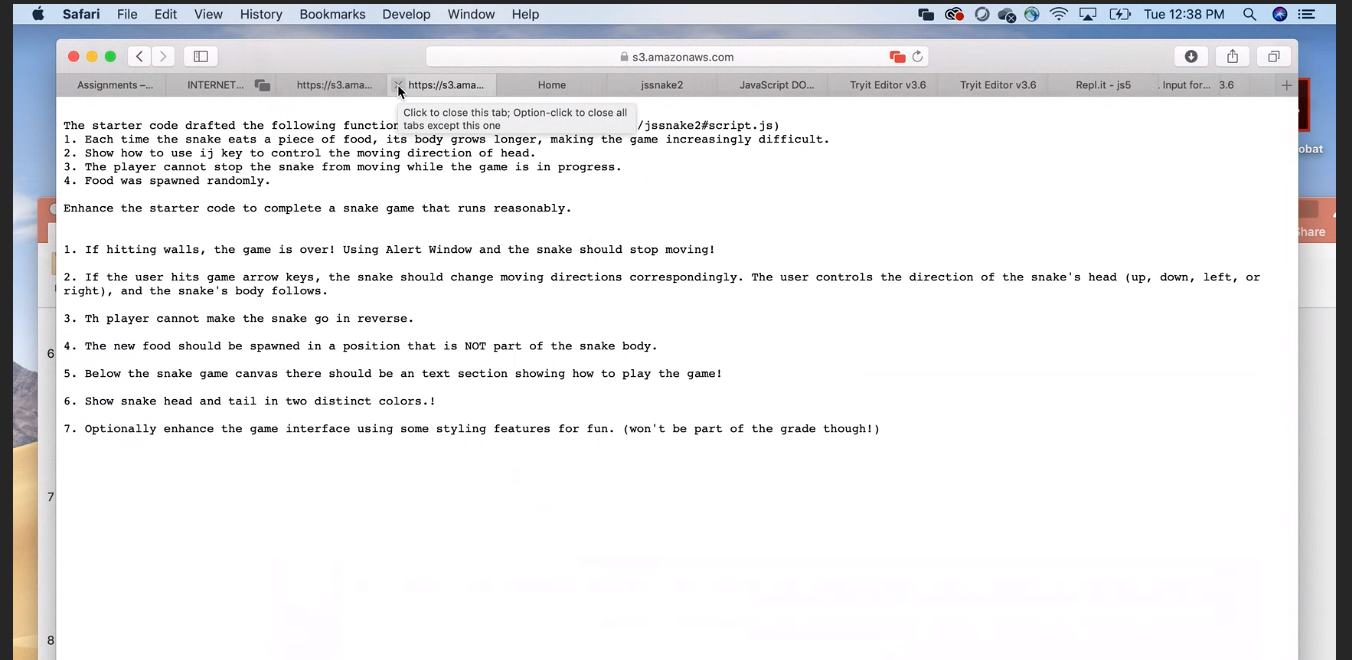 Safari File Edit View History Bookmarks Develop Window Help Tue 12:38 PM
s3.amazonaws.com
Assignments –... INTERNET... https://s3.ama... https://s3.ama... Home jssnake2 JavaScript DO... Tryit Editor v3.6 Tryit Editor v3.6 Repl.it - js5 . Input for... 3.6
Click to close this tab; Option-click to close all
tabs except this one
The starter code drafted the following function /jssnake2#script.js)
1. Each time the snake eats a piece of food, its body grows longer, making the game increasingly difficult.
2. Show how to use ij key to control the moving direction of head.
3. The player cannot stop the snake from moving while the game is in progress.
4. Food was spawned randomly.
Enhance the starter code to complete a snake game that runs reasonably.
1. If hitting walls, the game is over! Using Alert Window and the snake should stop moving!
2. If the user hits game arrow keys, the snake should change moving directions correspondingly. The user controls the direction of the snake's head (up, down, left, or
right), and the snake's body follows.
3. Th player cannot make the snake go in reverse.
4. The new food should be spawned in a position that is NOT part of the snake body.
5. Below the snake game canvas there should be an text section showing how to play the game!
6. Show snake head and tail in two distinct colors.!
7. Optionally enhance the game interface using some styling features for fun. (won't be part of the grade though!)
obat
Share
6
7
8